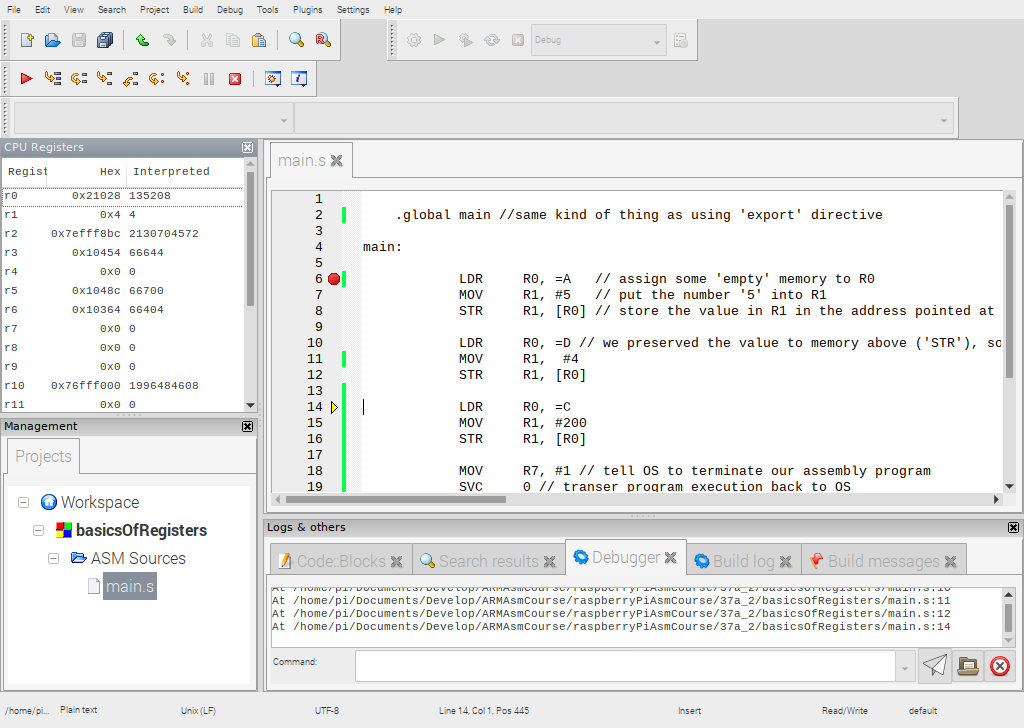 File Edit View Search Project Build Debug Tools Plugins Settings Help
Debug
CPU Registers
Regist Hex Interpreted
r0 0x21028 135208
r1 0x4 4
r2 0x7efff8bc 2130704572
r3 0x10454 66644
r4 0x0 0
r5 0x1048c 66700
r6 0x10364 66404
r7 0x0 0
r8 0x0 0
r9 0x0 0
r10 0x76fff000 1996484608
r11 0x0 0
Management
Projects
Workspace
basicsOfRegisters
ASM Sources
main.s
main.s
1
2 .global main //same kind of thing as using 'export' directive
3
4 main:
5
6 LDR R0, =A // assign some 'empty' memory to R0
7 MOV R1, #5 // put the number '5' into R1
8 STR R1, [R0] // store the value in R1 in the address pointed at
9
10 LDR R0, =D // we preserved the value to memory above ('STR'), so
11 MOV R1, #4
12 STR R1, [R0]
13
14 LDR R0, =C
15 MOV R1, #200
16 STR R1, [R0]
17
18 MOV R7, #1 // tell OS to terminate our assembly program
19 SVC 0 // transer program execution back to OS
Logs & others
Code::Blocks Search results Debugger Build log Build messages
At /home/pi/Documents/Develop/ARMAsmCourse/raspberryPiAsmCourse/37a_2/basicsOfRegisters/main.s:10
At /home/pi/Documents/Develop/ARMAsmCourse/raspberryPiAsmCourse/37a_2/basicsOfRegisters/main.s:11
At /home/pi/Documents/Develop/ARMAsmCourse/raspberryPiAsmCourse/37a_2/basicsOfRegisters/main.s:12
At /home/pi/Documents/Develop/ARMAsmCourse/raspberryPiAsmCourse/37a_2/basicsOfRegisters/main.s:14
Command:
/home/pi... Plain text Unix (LF) UTF-8 Line 14, Col 1, Pos 445 Insert Read/Write default